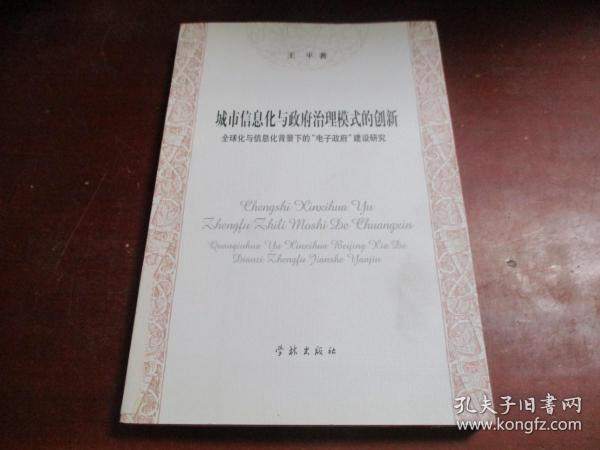 王 平 著
城市信息化与政府治理模式的创新
全球化与信息化背景下的“电子政府”建设研究
Chengshi Xinxihua Yu
Zhengfu Zhili Moshi De Chuangxin
Quanqiuhua Yu Xinxihua Beijing Xia De
Dianzi Zhengfu Jianshe Yanjiu
学林出版社
孔夫子旧書网
www.kongfz.com